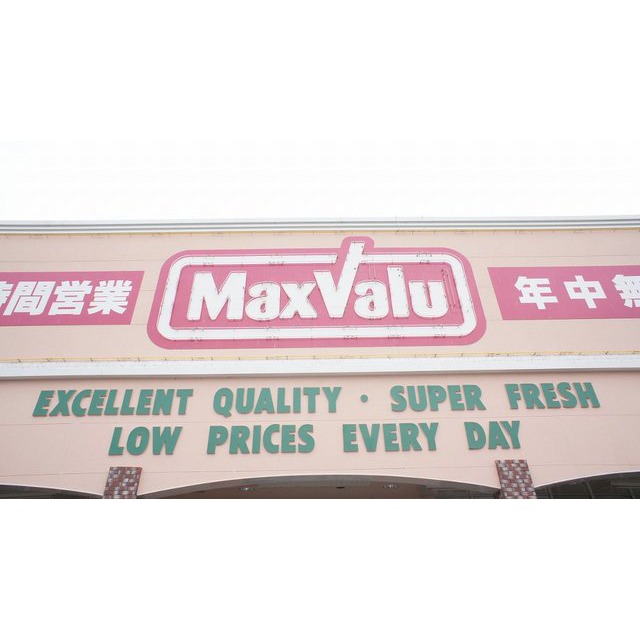 時間営業
MaxValu
年中無
EXCELLENT QUALITY · SUPER FRESH
LOW PRICES EVERY DAY